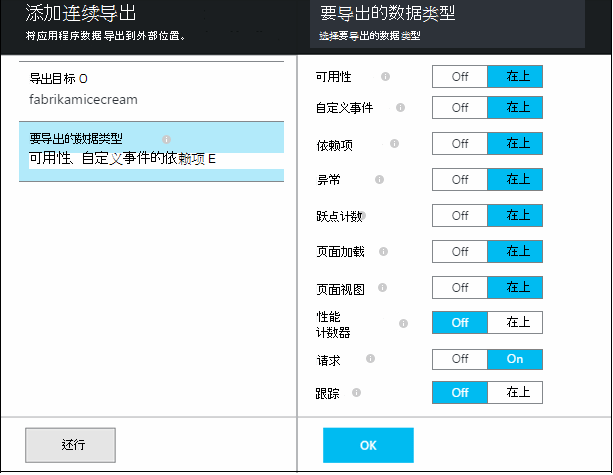 添加连续导出
将应用程序数据导出到外部位置。
导出目标 O
fabrikamicecream
要导出的数据类型
可用性、自定义事件的依赖项 E
还行
要导出的数据类型
选择要导出的数据类型
可用性 Off 在上
自定义事件 Off 在上
依赖项 Off 在上
异常 Off 在上
跃点计数 Off 在上
页面加载 Off 在上
页面视图 Off 在上
性能
计数器 Off 在上
请求 Off On
跟踪 Off 在上
OK